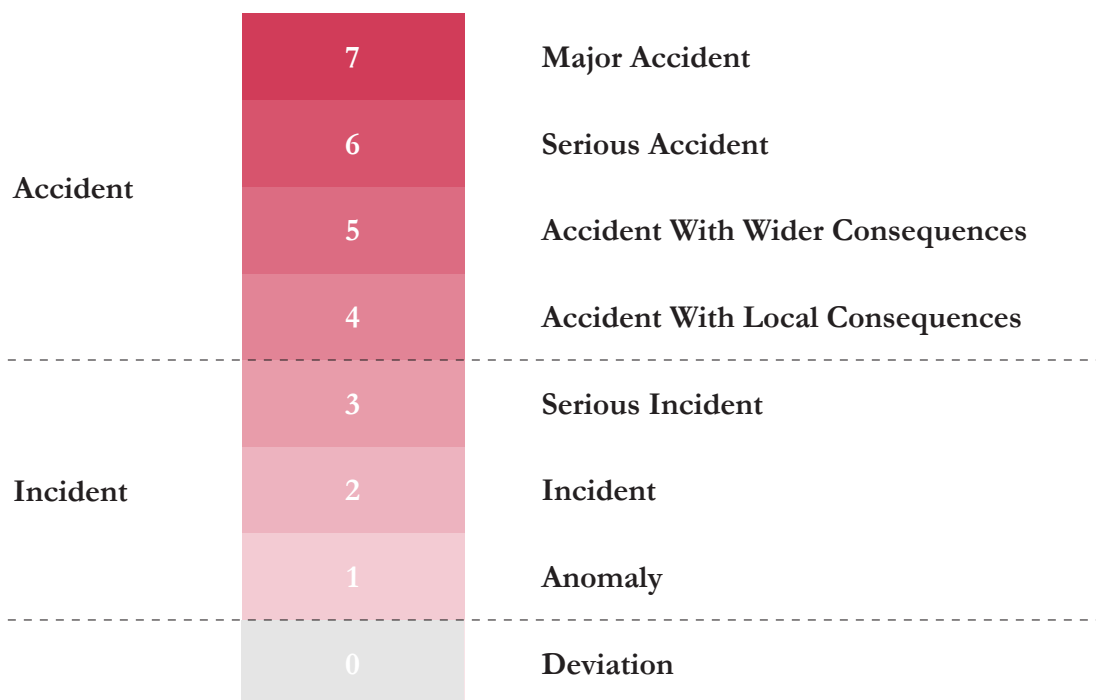 7 Major Accident
6 Serious Accident
Accident
5 Accident With Wider Consequences
4 Accident With Local Consequences
3 Serious Incident
Incident
2 Incident
1 Anomaly
0 Deviation